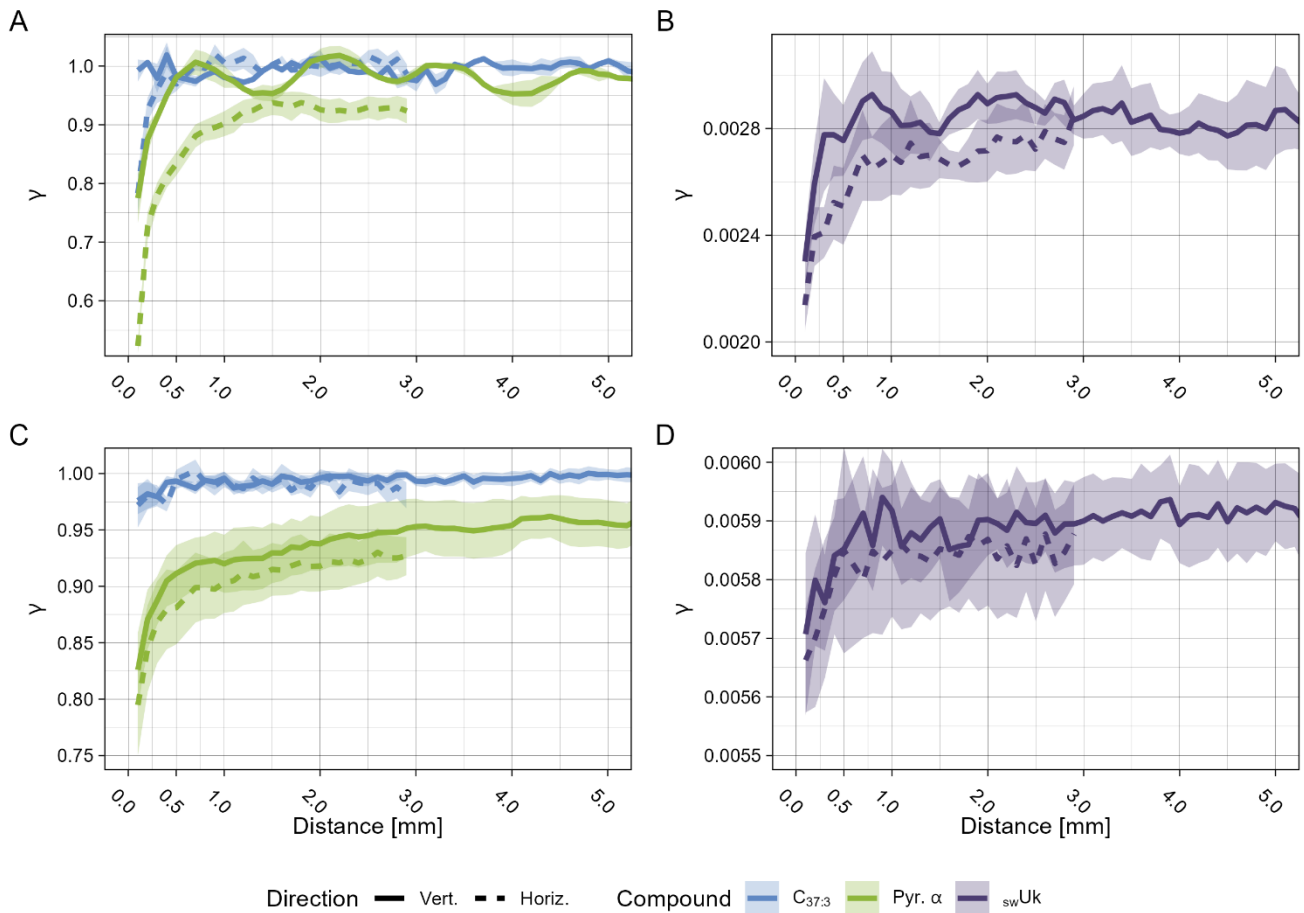 A
γ
1.0
0.9
0.8
0.7
0.6
0.0 0.5 1.0 2.0 3.0 4.0 5.0
B
γ
0.0028
0.0024
0.0020
0.0 0.5 1.0 2.0 3.0 4.0 5.0
C
γ
1.00
0.95
0.90
0.85
0.80
0.75
0.0 0.5 1.0 2.0 3.0 4.0 5.0
Distance [mm]
D
γ
0.0060
0.0059
0.0058
0.0057
0.0056
0.0055
0.0 0.5 1.0 2.0 3.0 4.0 5.0
Distance [mm]
Direction Vert. Horiz. Compound C37:3 Pyr. α swUk